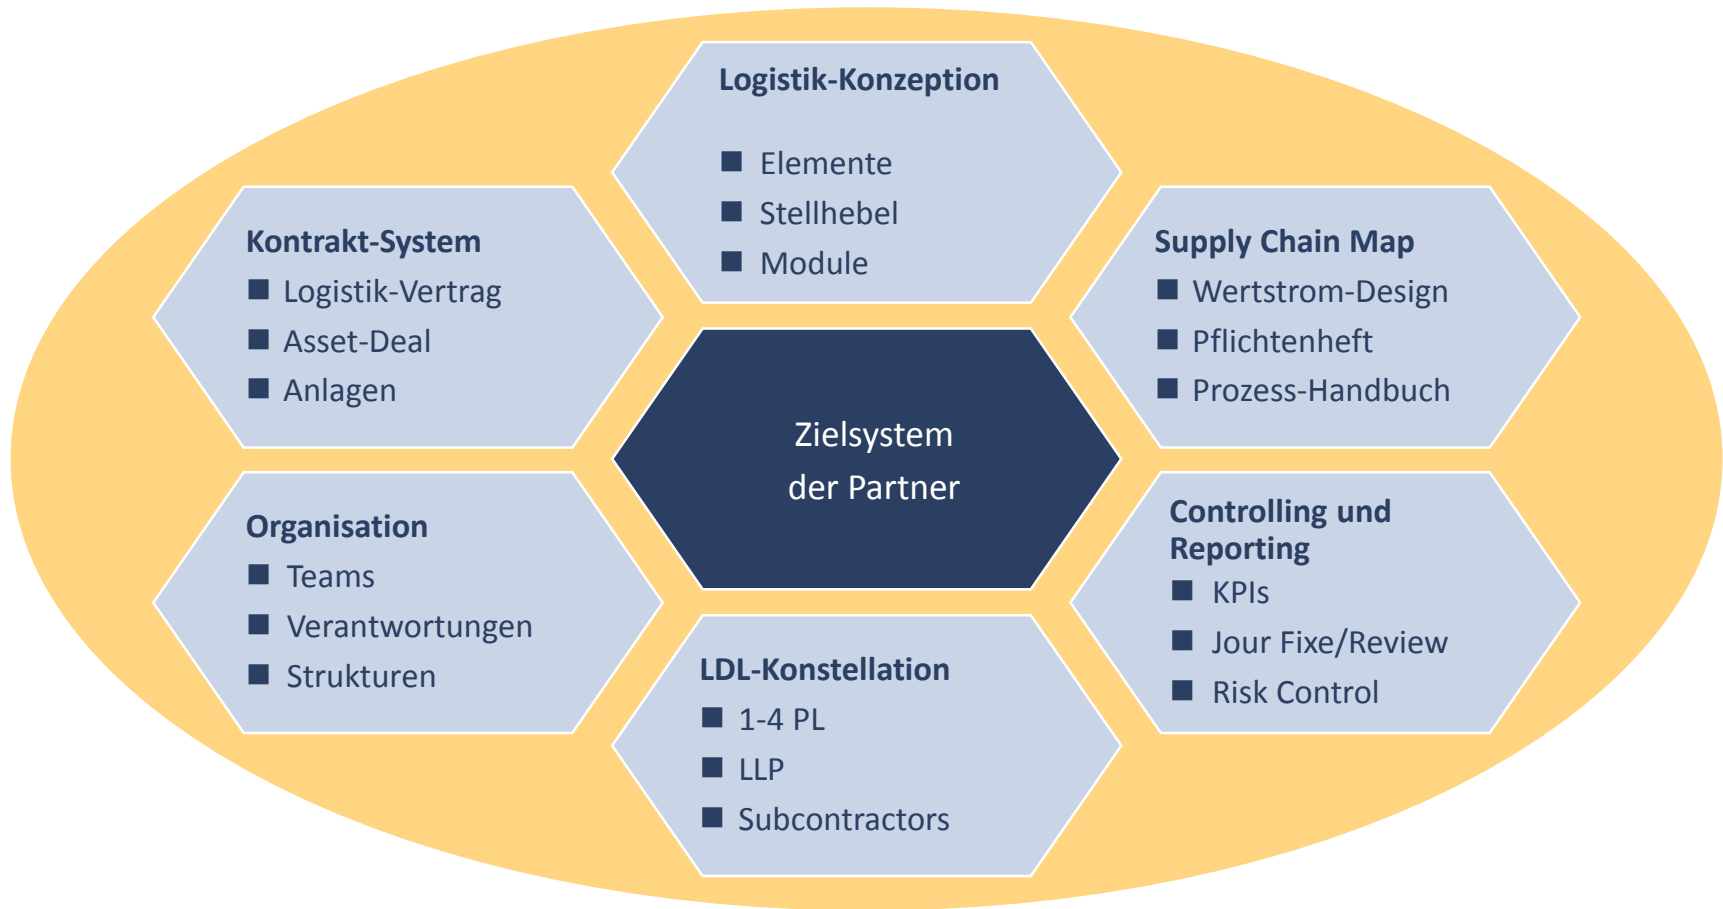 Logistik-Konzeption
Elemente
Stellhebel
Module
Kontrakt-System
Logistik-Vertrag
Asset-Deal
Anlagen
Supply Chain Map
Wertstrom-Design
Pflichtenheft
Prozess-Handbuch
Zielsystem
der Partner
Organisation
Teams
Verantwortungen
Strukturen
Controlling und
Reporting
KPIs
Jour Fixe/Review
Risk Control
LDL-Konstellation
1-4 PL
LLP
Subcontractors